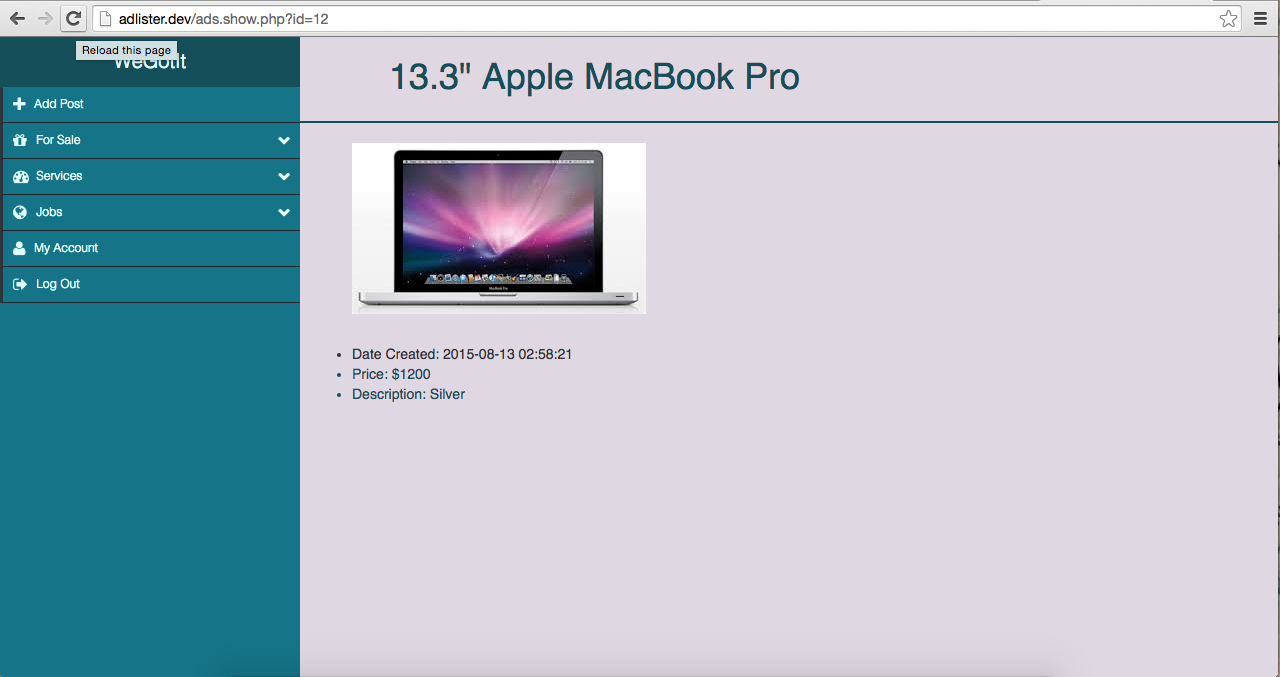 adlister.dev/ads.show.php?id=12
Reload this page
WeGotIt
13.3" Apple MacBook Pro
Add Post
For Sale
Services
Jobs
My Account
Log Out
MacBook Pro
Date Created: 2015-08-13 02:58:21
Price: $1200
Description: Silver